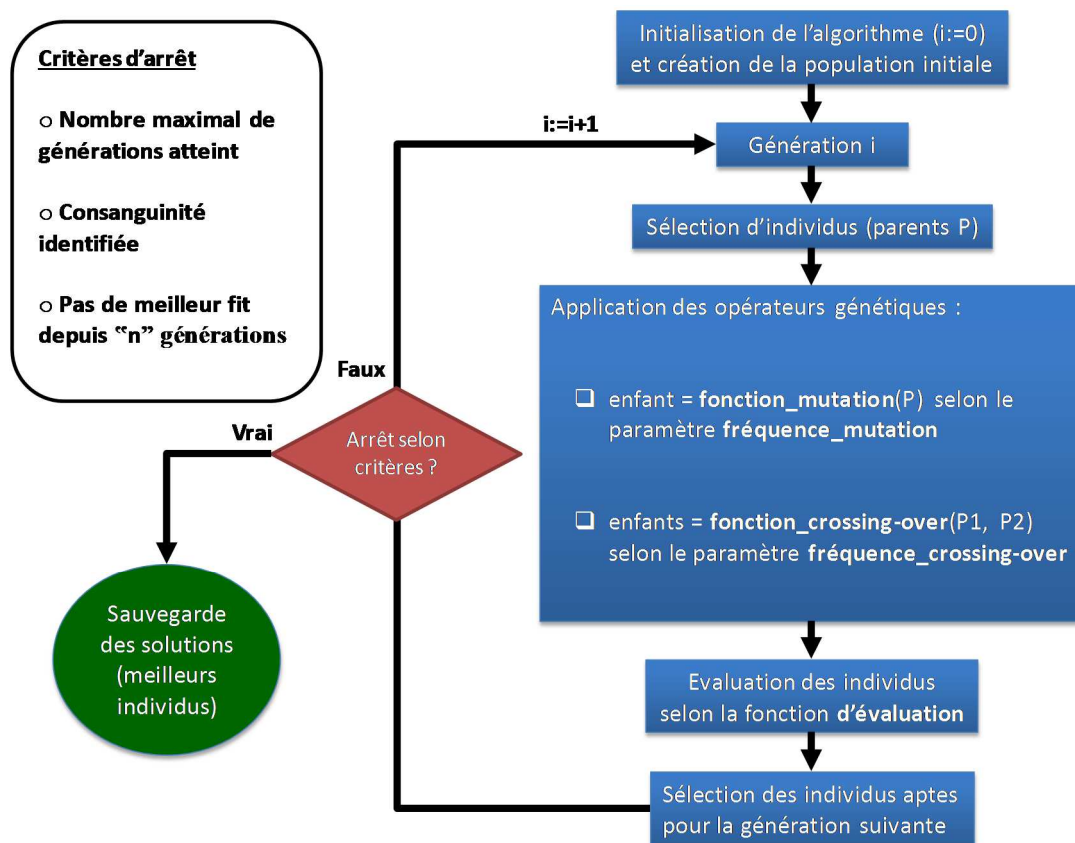 Critères d'arrêt
o Nombre maximal de
générations atteint
o Consanguinité
identifiée
o Pas de meilleur fit
depuis "n" générations
Initialisation de l'algorithme (i:=0)
et création de la population initiale
i:=i+1
Génération i
Sélection d'individus (parents P)
Application des opérateurs génétiques :
❑ enfant = fonction_mutation(P) selon le
paramètre fréquence_mutation
❑ enfants = fonction_crossing-over(P1, P2)
selon le paramètre fréquence_crossing-over
Evaluation des individus
selon la fonction d'évaluation
Sélection des individus aptes
pour la génération suivante
Faux
Vrai
Arrêt selon
critères ?
Sauvegarde
des solutions
(meilleurs
individus)